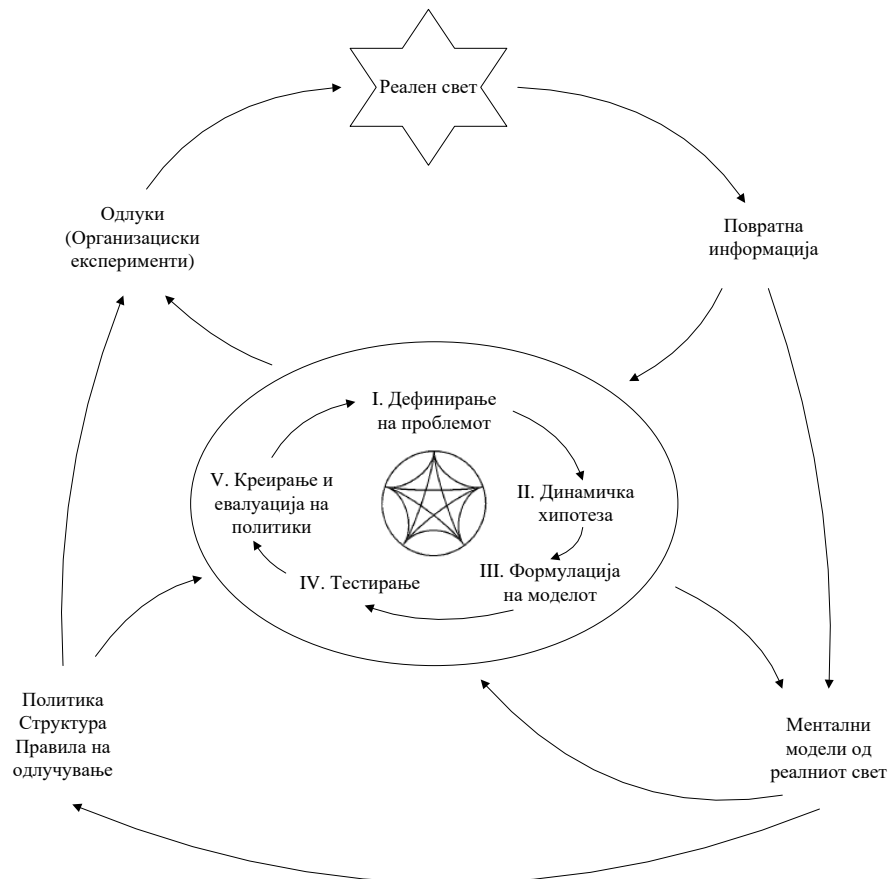 Реален свет
Одлуки
(Организациски
експерименти)
Повратна
информација
I. Дефинирање
на проблемот
V. Креирање и
евалуација на
политики
II. Динамичка
хипотеза
III. Формулација
на моделот
IV. Тестирање
Политика
Структура
Правила на
одлучување
Ментални
модели од
реалниот свет